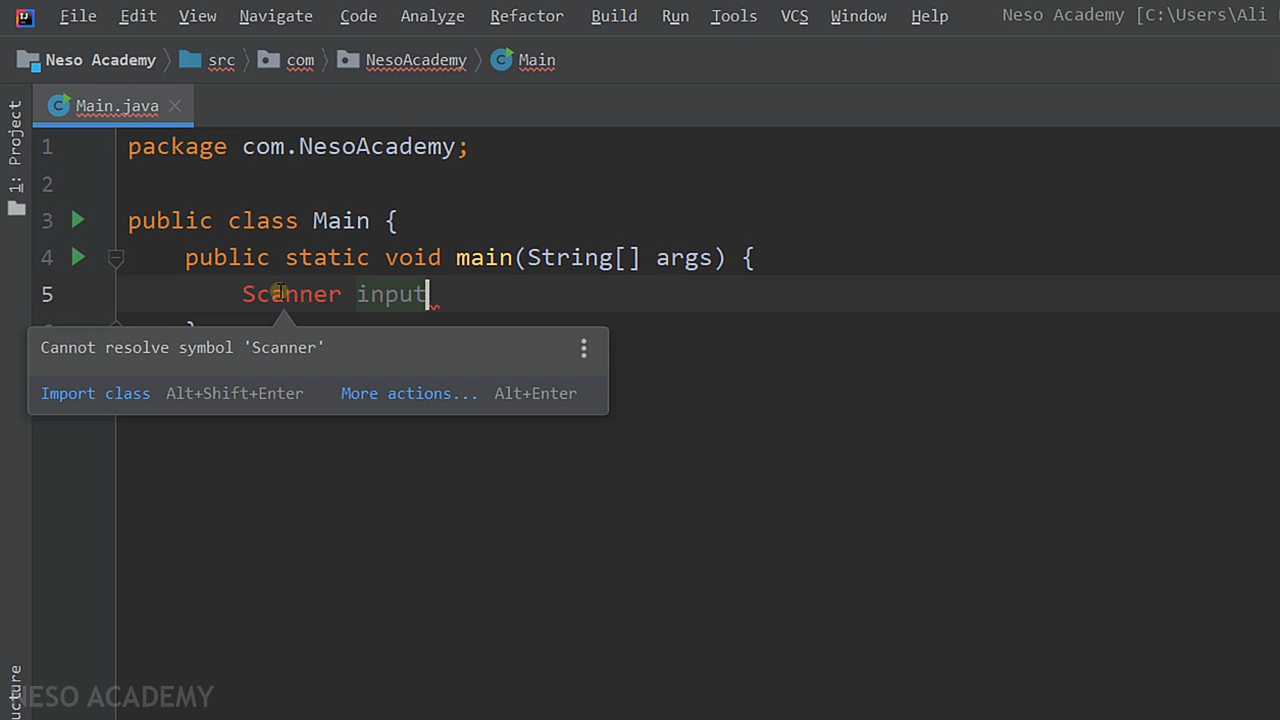 File Edit View Navigate Code Analyze Refactor Build Run Tools VCS Window Help Neso Academy [C:\Users\Ali
Neso Academy src com NesoAcademy Main
Main.java
1: Project
1 package com.NesoAcademy;
2
3 public class Main {
4 public static void main(String[] args) {
5 Scanner input
}
Cannot resolve symbol 'Scanner'
Import class Alt+Shift+Enter More actions... Alt+Enter
NESO ACADEMY